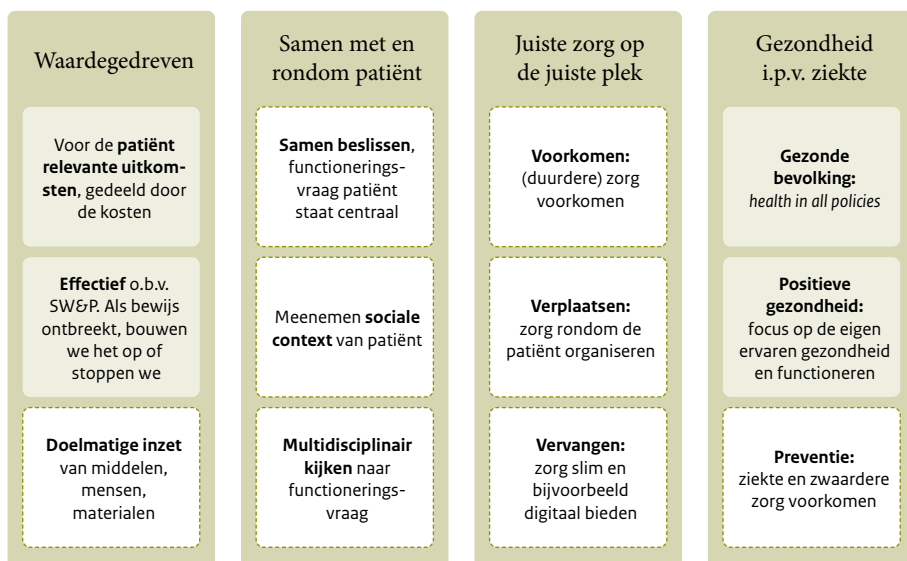 Waardegedreven
Voor de patiënt
relevante uitkom-
sten, gedeeld door
de kosten
Effectief o.b.v.
SW&P. Als bewijs
ontbreekt, bouwen
we het op of
stoppen we
Doelmatige inzet
van middelen,
mensen,
materialen
Samen met en
rondom patiënt
Samen beslissen,
functionerings-
vraag patiënt
staat centraal
Meenemen sociale
context van patiënt
Multidisciplinair
kijken naar
functionerings-
vraag
Juiste zorg op
de juiste plek
Voorkomen:
(duurdere) zorg
voorkomen
Verplaatsen:
zorg rondom de
patiënt organiseren
Vervangen:
zorg slim en
bijvoorbeeld
digitaal bieden
Gezondheid
i.p.v. ziekte
Gezonde
bevolking:
health in all policies
Positieve
gezondheid:
focus op de eigen
ervaren gezondheid
en functioneren
Preventie:
ziekte en zwaardere
zorg voorkomen